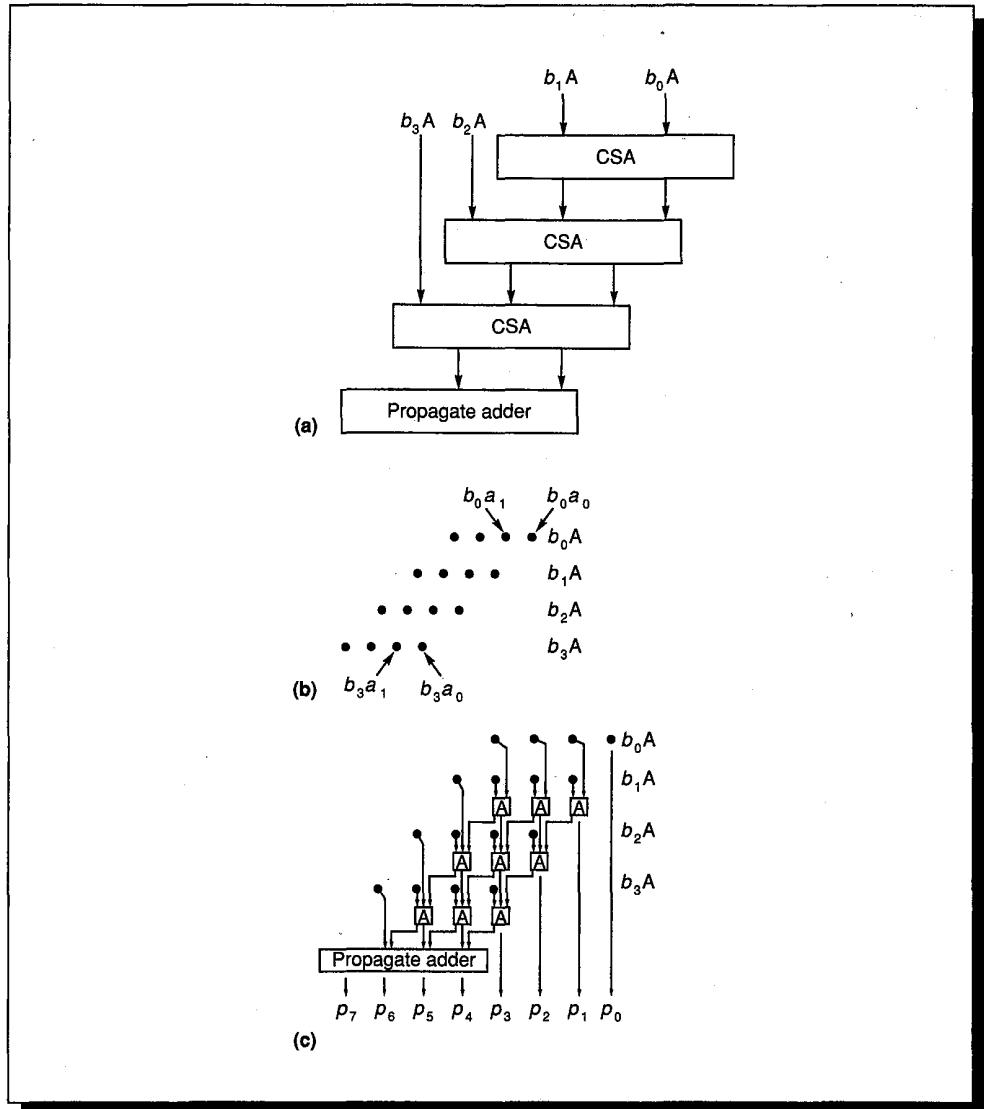 b₁A b₀A
b₃A b₂A
CSA
CSA
CSA
Propagate adder
(a)
b₀a₁ b₀a₀
b₀A
b₁A
b₂A
b₃A
b₃a₁ b₃a₀
(b)
b₀A
b₁A
A A A
b₂A
A A A
b₃A
A A A
Propagate adder
p₇ p₆ p₅ p₄ p₃ p₂ p₁ p₀
(c)